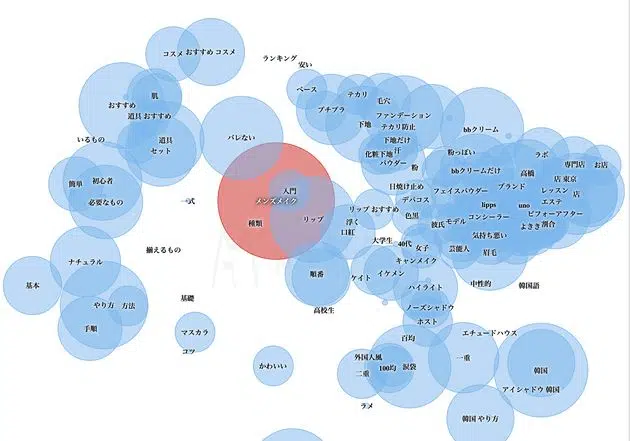 コスメ
おすすめ コスメ
ランキング
安い
肌
おすすめ
道具 おすすめ
ベース
テカリ
毛穴
プチプラ
ファンデーション
下地
テカリ防止
bbクリーム
いるもの
道具
セット
バレない
下地だけ
汗
化粧下地
パウダー
粉っぽい
粉
ラボ
専門店
お店
bbクリームだけ
高橋
店 東京
簡単
初心者
必要なもの
一式
入門
メンズメイク
種類
リップ
日焼け止め
フェイスパウダー
ブランド
レッスン
店
デパコス
lipps
uno
エステ
リップ おすすめ
色黒
コンシーラー
ビフォーアフター
浮く
口紅
彼氏
モデル
よきき
割合
気持ち悪い
揃えるもの
大学生
40代
女子
芸能人
眉毛
キャンメイク
ナチュラル
順番
ケイト
イケメン
中性的
韓国語
基本
ハイライト
やり方
方法
基礎
高校生
ノーズシャドウ
手順
マスカラ
ホスト
エチュードハウス
コツ
百均
外国人風
一重
かわいい
二重
100均
涙袋
韓国
アイシャドウ 韓国
ラメ
韓国 やり方